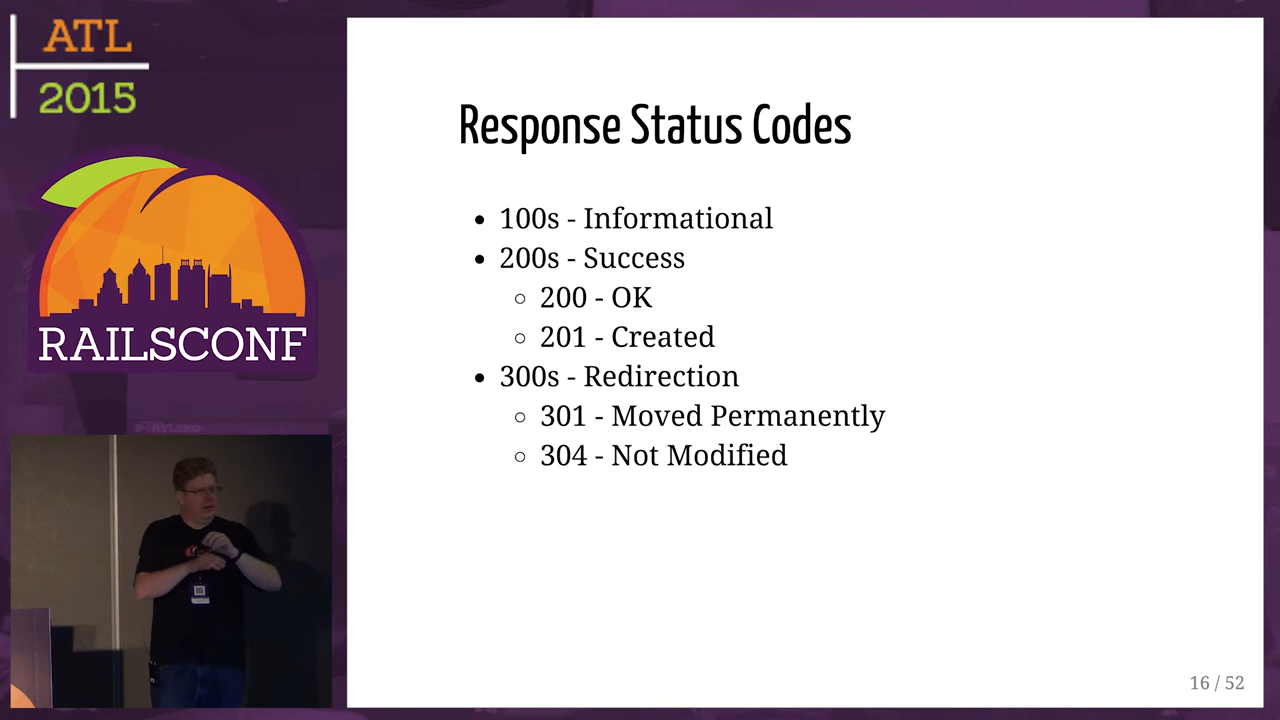 ATL
2015
RAILSCONF
Response Status Codes
• 100s - Informational
• 200s - Success
○ 200 - OK
○ 201 - Created
• 300s - Redirection
○ 301 - Moved Permanently
○ 304 - Not Modified
16 / 52
PORTLAND